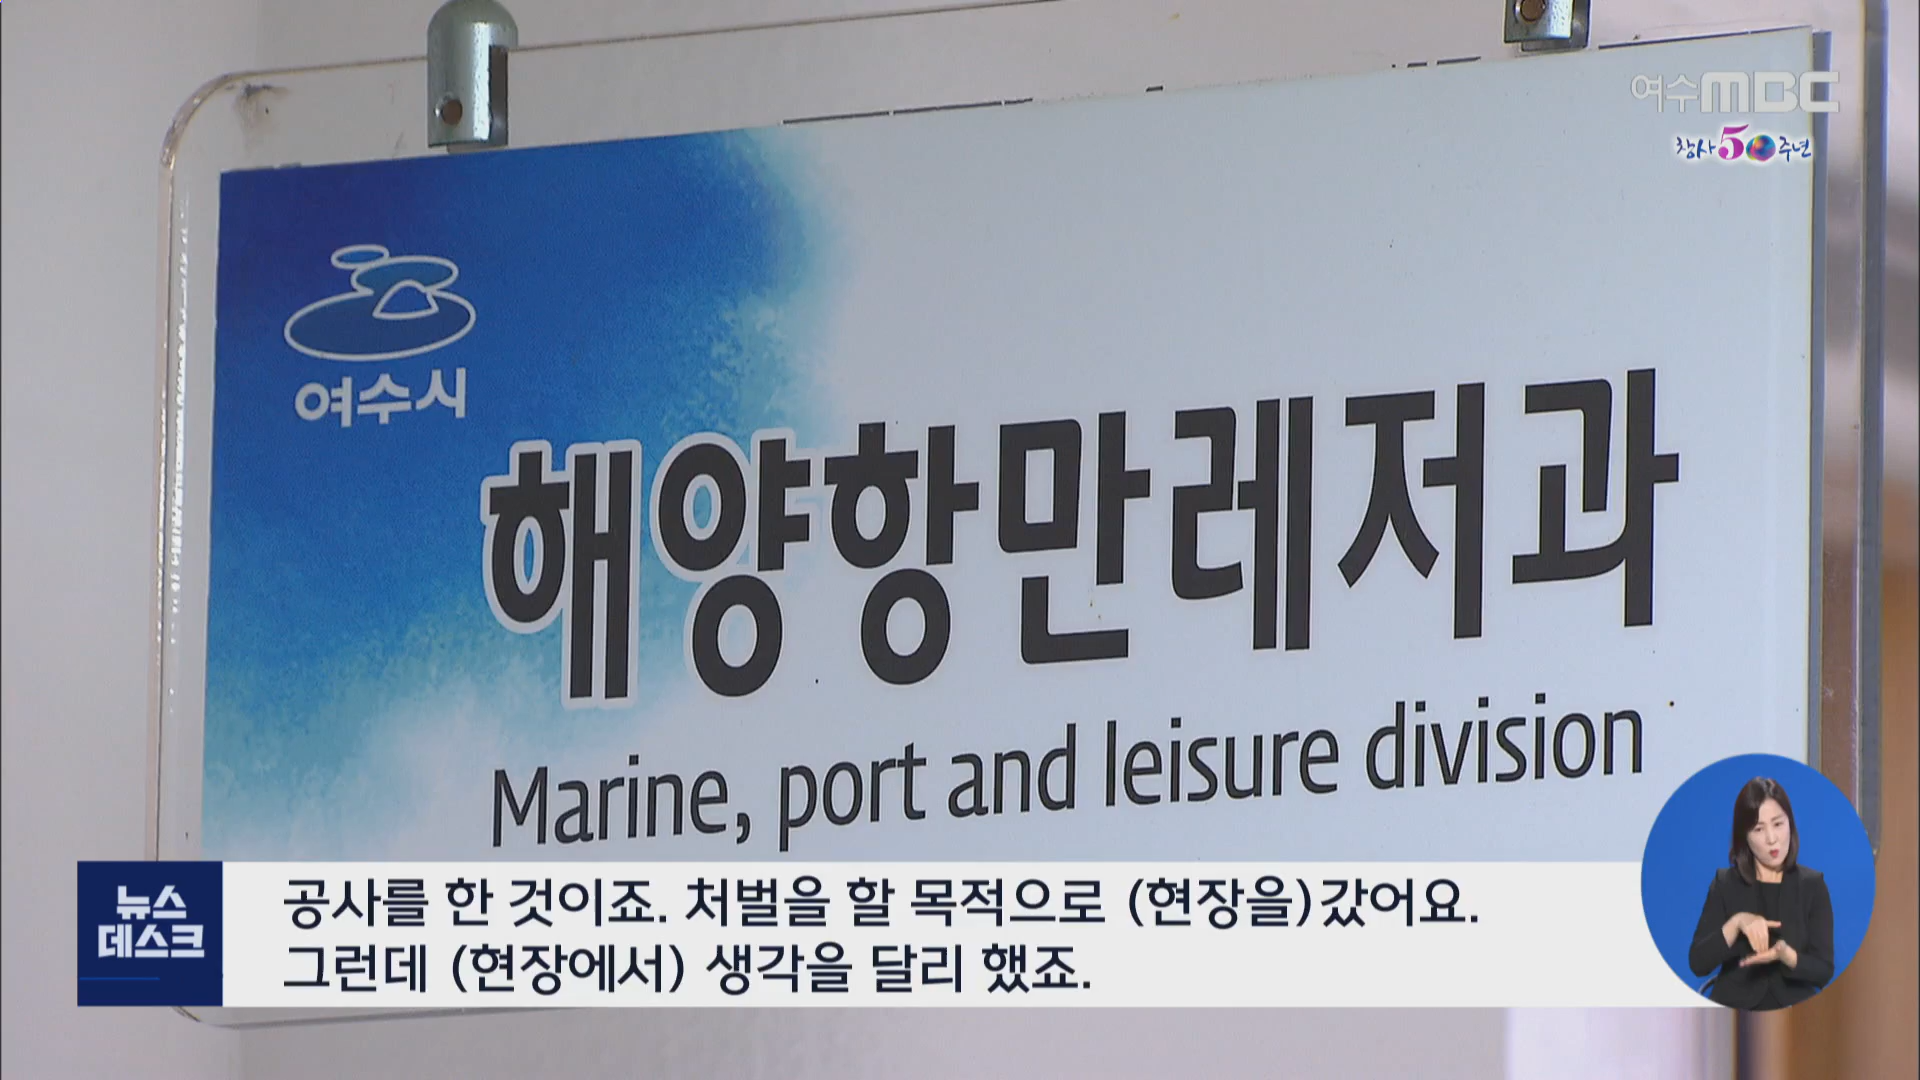 여수MBC
창사50주년
여수시
해양항만레저과
Marine, port and leisure division
뉴스
데스크
공사를 한 것이죠. 처벌을 할 목적으로 (현장을)갔어요.
그런데 (현장에서) 생각을 달리 했죠.